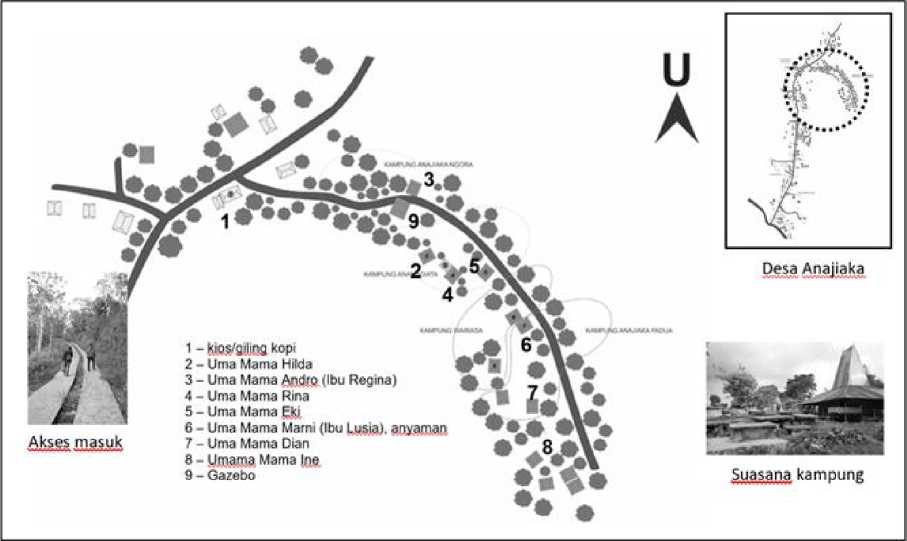 U
KAMPUNG ANAJIAKA NGORA
3
1
9
2
5
KAMPUNG
4
Desa Anajiaka
KAMPUNG WAIRASA
KAMPUNG ANAJIAKA PADUA
6
7
8
1 – kios/giling kopi
2 – Uma Mama Hilda
3 – Uma Mama Andro (Ibu Regina)
4 – Uma Mama Rina
5 – Uma Mama Eki
6 – Uma Mama Marni (Ibu Lusia), anyaman
7 – Uma Mama Dian
8 – Umama Mama Ine
9 – Gazebo
Akses masuk
Suasana kampung